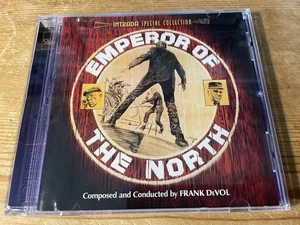 INTRADA SPECIAL COLLECTION
EMPEROR OF
THE NORTH
Composed and Conducted by FRANK DeVOL